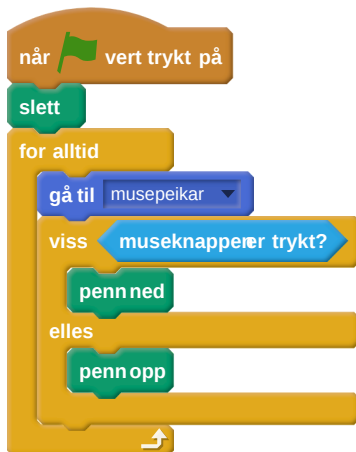 når vert trykt på
slett
for alltid
gå til musepeikar
viss museknappen er trykt?
penn ned
elles
penn opp